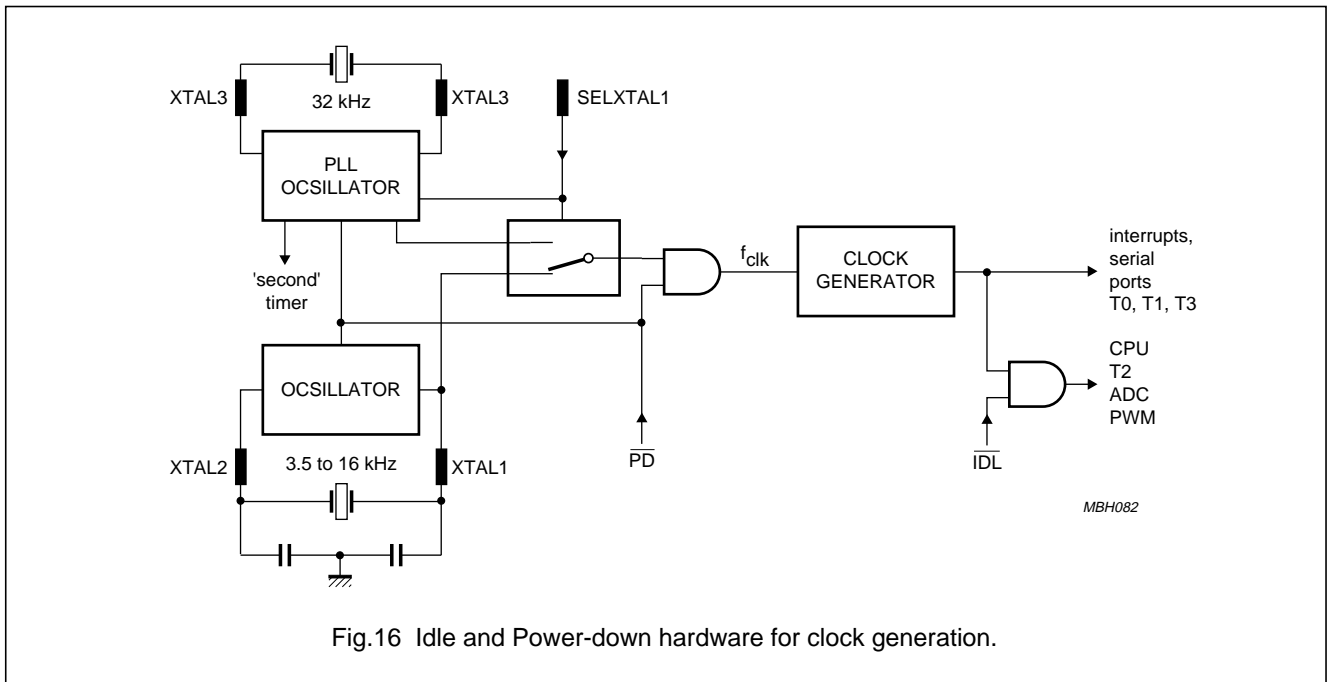 XTAL3
32 kHz
XTAL3
SELXTAL1
PLL
OCSILLATOR
'second'
timer
fclk
CLOCK
GENERATOR
interrupts,
serial
ports
T0, T1, T3
OCSILLATOR
CPU
T2
ADC
PWM
XTAL2
3.5 to 16 kHz
XTAL1
PD
IDL
MBH082
Fig.16 Idle and Power-down hardware for clock generation.